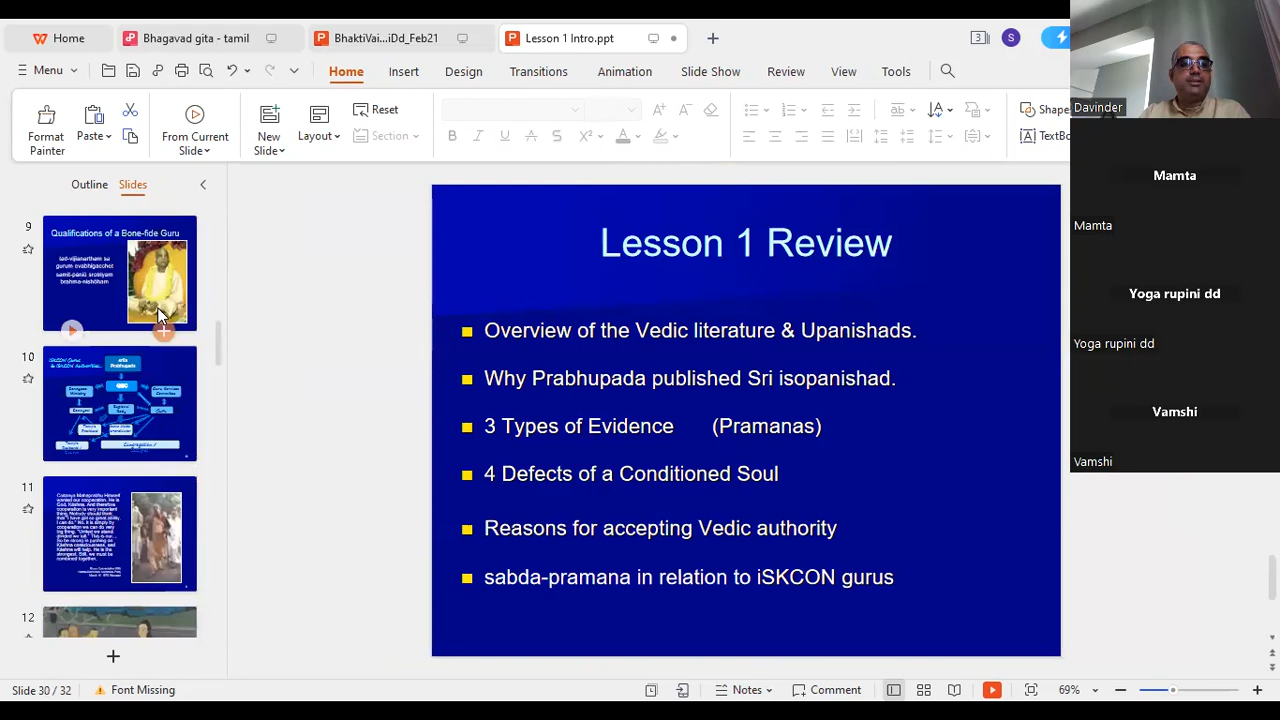 Home
Bhagavad gita - tamil
BhaktiVai...iDd_Feb21
Lesson 1 Intro.ppt
3
S
Menu
Home
Insert
Design
Transitions
Animation
Slide Show
Review
View
Tools
Format Painter
Paste
From Current Slide
New Slide
Layout
Reset
Section
Shape
TextBo
Outline
Slides
9
Qualifications of a Bone-fide Guru
10
11
12
Lesson 1 Review
Overview of the Vedic literature & Upanishads.
Why Prabhupada published Sri isopanishad.
3 Types of Evidence (Pramanas)
4 Defects of a Conditioned Soul
Reasons for accepting Vedic authority
sabda-pramana in relation to iSKCON gurus
Davinder
Mamta
Mamta
Yoga rupini dd
Yoga rupini dd
Vamshi
Vamshi
Slide 30 / 32
Font Missing
Notes
Comment
69%